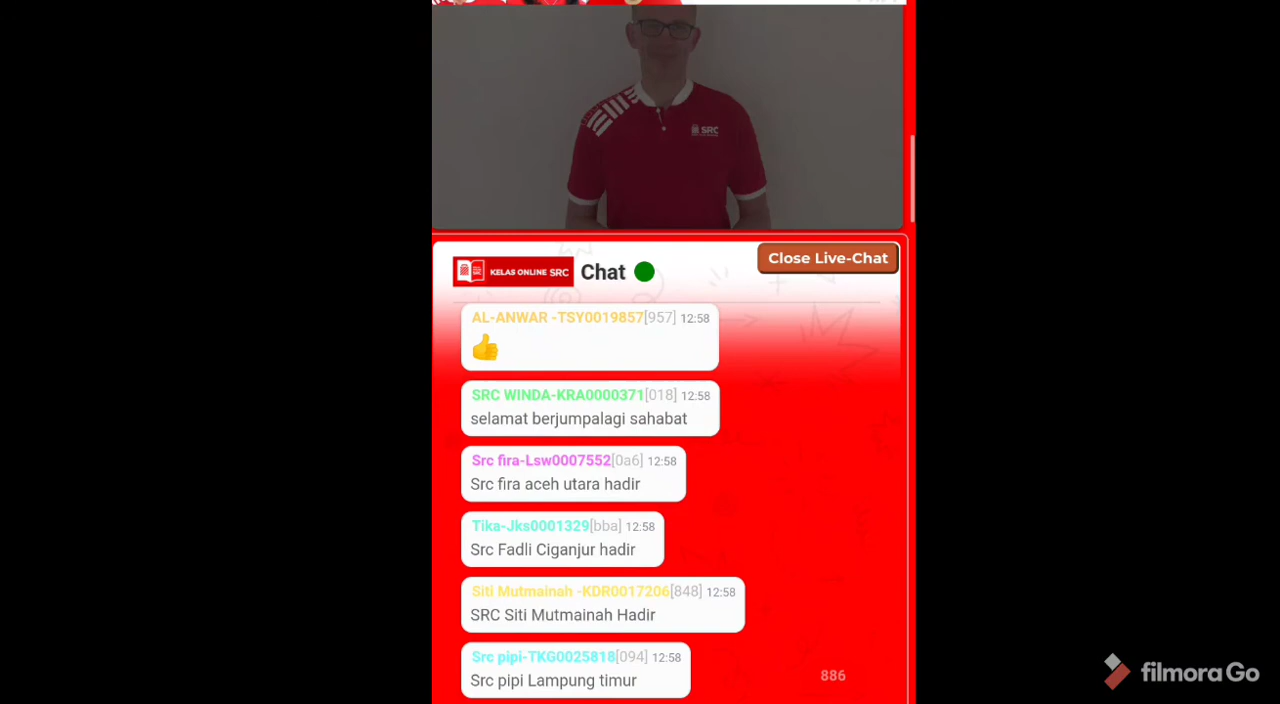 SRC
KELAS ONLINE SRC
Chat
Close Live-Chat
AL-ANWAR -TSY0019857[957] 12:58
👍
SRC WINDA-KRA0000371[018] 12:58
selamat berjumpalagi sahabat
Src fira-Lsw0007552[0a6] 12:58
Src fira aceh utara hadir
Tika-Jks0001329[bba] 12:58
Src Fadli Ciganjur hadir
Siti Mutmainah -KDR0017206[848] 12:58
SRC Siti Mutmainah Hadir
Src pipi-TKG0025818[094] 12:58
Src pipi Lampung timur
886
filmora Go